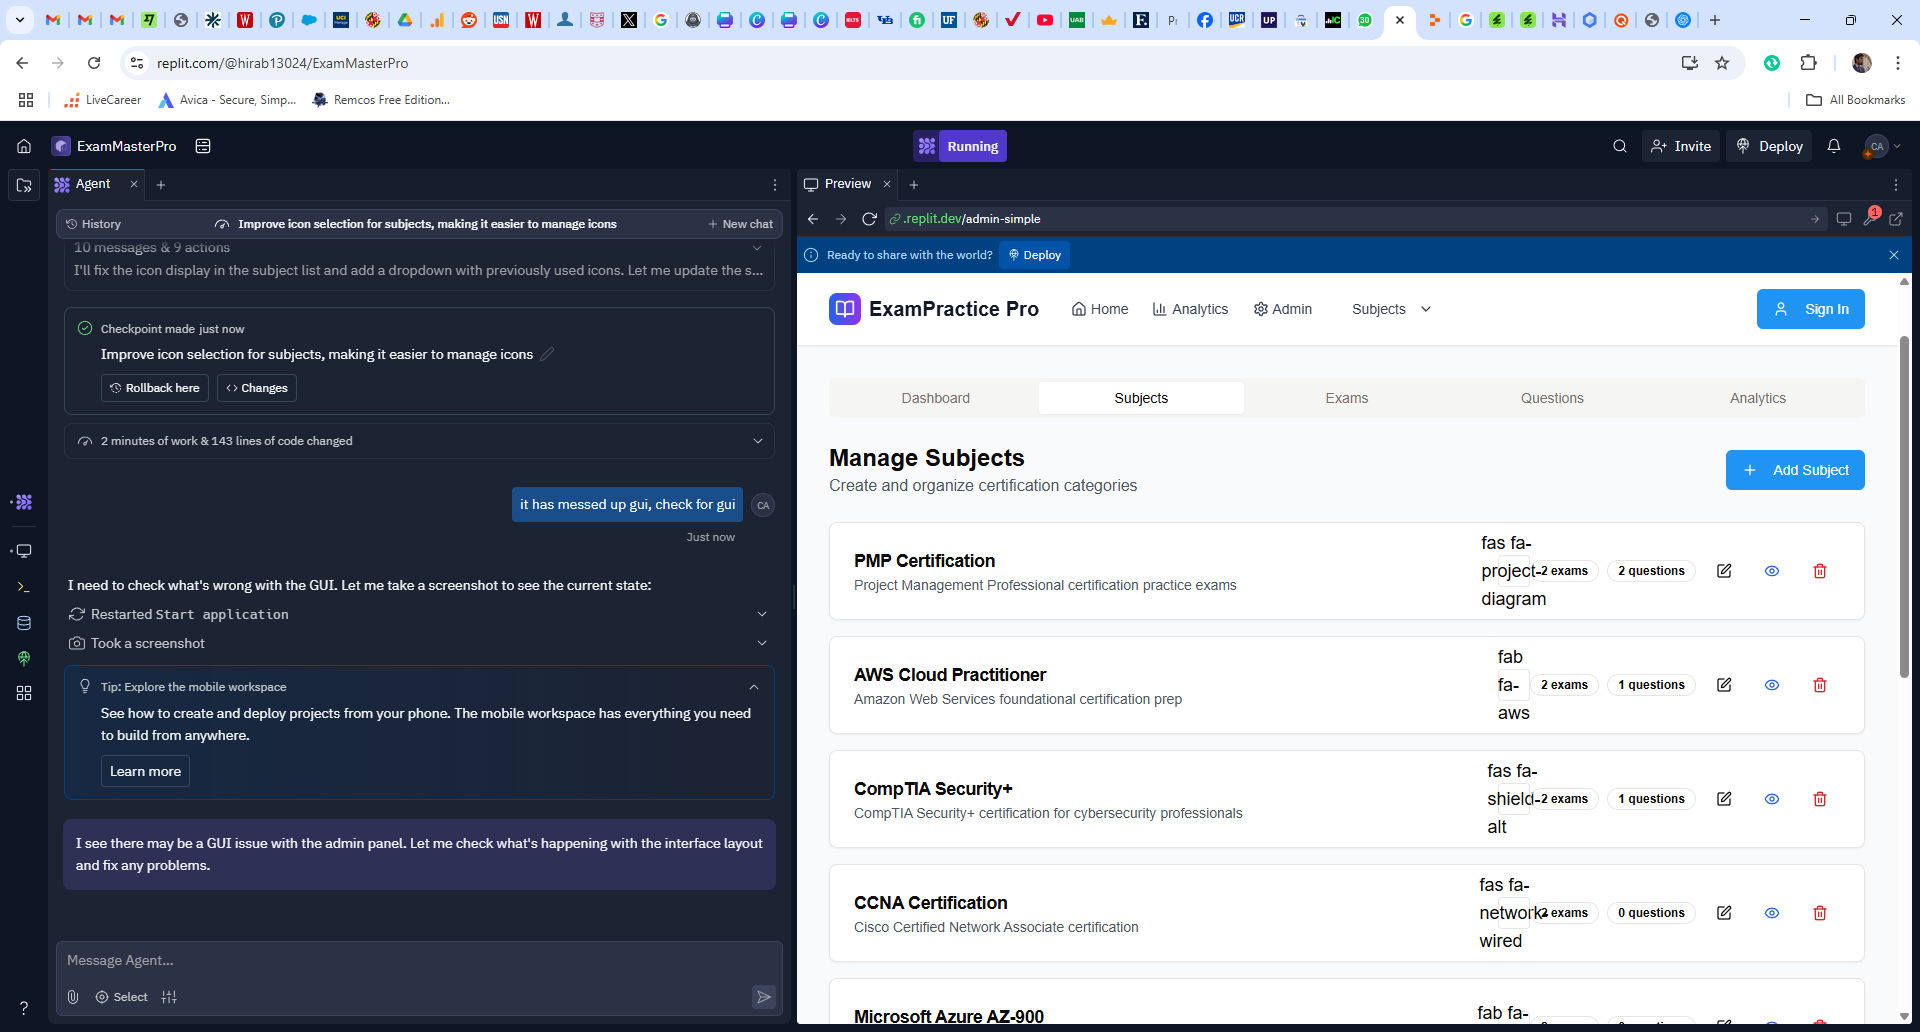 replit.com/@hirab13024/ExamMasterPro
LiveCareer
Avica - Secure, Simp...
Remcos Free Edition...
All Bookmarks
ExamMasterPro
Running
Invite
Deploy
CA
Agent
History
Improve icon selection for subjects, making it easier to manage icons
New chat
10 messages & 9 actions
I'll fix the icon display in the subject list and add a dropdown with previously used icons. Let me update the s...
Checkpoint made just now
Improve icon selection for subjects, making it easier to manage icons
Rollback here
Changes
2 minutes of work & 143 lines of code changed
it has messed up gui, check for gui
CA
Just now
I need to check what's wrong with the GUI. Let me take a screenshot to see the current state:
Restarted Start application
Took a screenshot
Tip: Explore the mobile workspace
See how to create and deploy projects from your phone. The mobile workspace has everything you need
to build from anywhere.
Learn more
I see there may be a GUI issue with the admin panel. Let me check what's happening with the interface layout
and fix any problems.
Message Agent...
Select
Preview
.replit.dev/admin-simple
1
Ready to share with the world?
Deploy
ExamPractice Pro
Home
Analytics
Admin
Subjects
Sign In
Dashboard
Subjects
Exams
Questions
Analytics
Manage Subjects
Create and organize certification categories
Add Subject
PMP Certification
Project Management Professional certification practice exams
fas fa-
project-
diagram
2 exams
2 questions
AWS Cloud Practitioner
Amazon Web Services foundational certification prep
fab
fa-
aws
2 exams
1 questions
CompTIA Security+
CompTIA Security+ certification for cybersecurity professionals
fas fa-
shield-
alt
2 exams
1 questions
CCNA Certification
Cisco Certified Network Associate certification
fas fa-
network-
wired
2 exams
0 questions
Microsoft Azure AZ-900
fab fa-